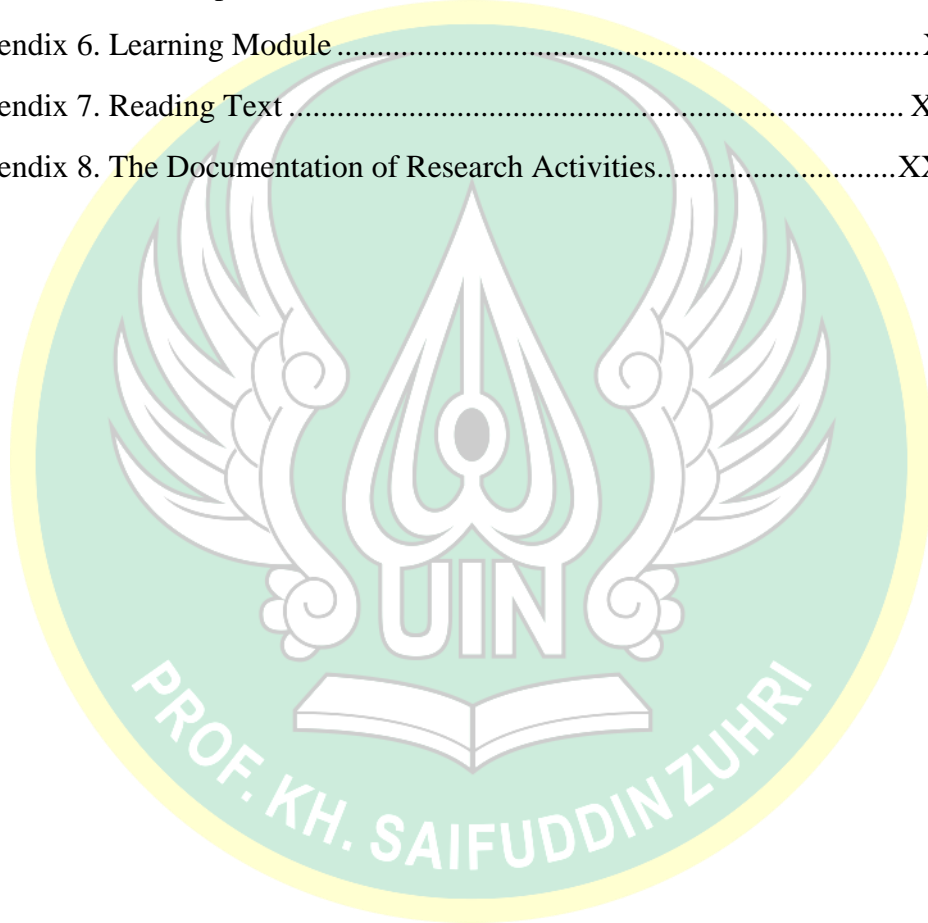 endix 6. Learning Module
endix 7. Reading Text
endix 8. The Documentation of Research Activities
UIN
PROF. KH. SAIFUDDIN ZUHRI